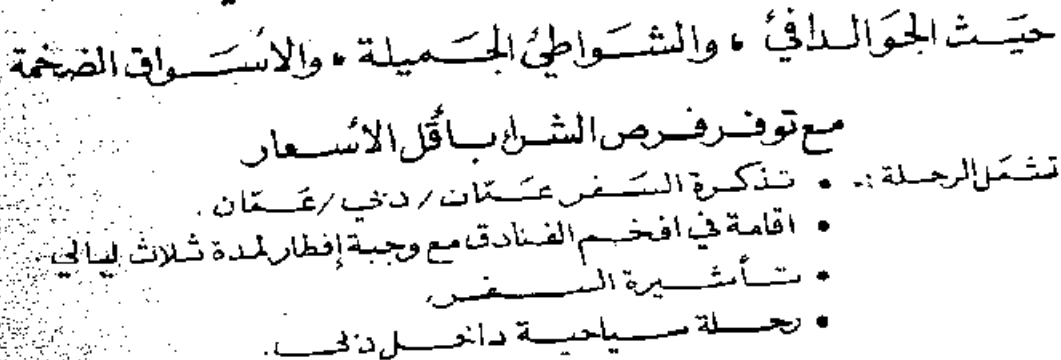 حيث الجو الدافئ ، والشواطئ الجميلة ، والأسواق الضخمة
مع توفر فرص الشراء بأقل الأسعار
تشمل الرحلة :-
• تذكرة السفر عمّان / دبي / عمّان .
• اقامة في افخم الفنادق مع وجبة إفطار لمدة ثلاث ليالي
• تأشيرة السفر
• رحلة سياحية داخل دبي .